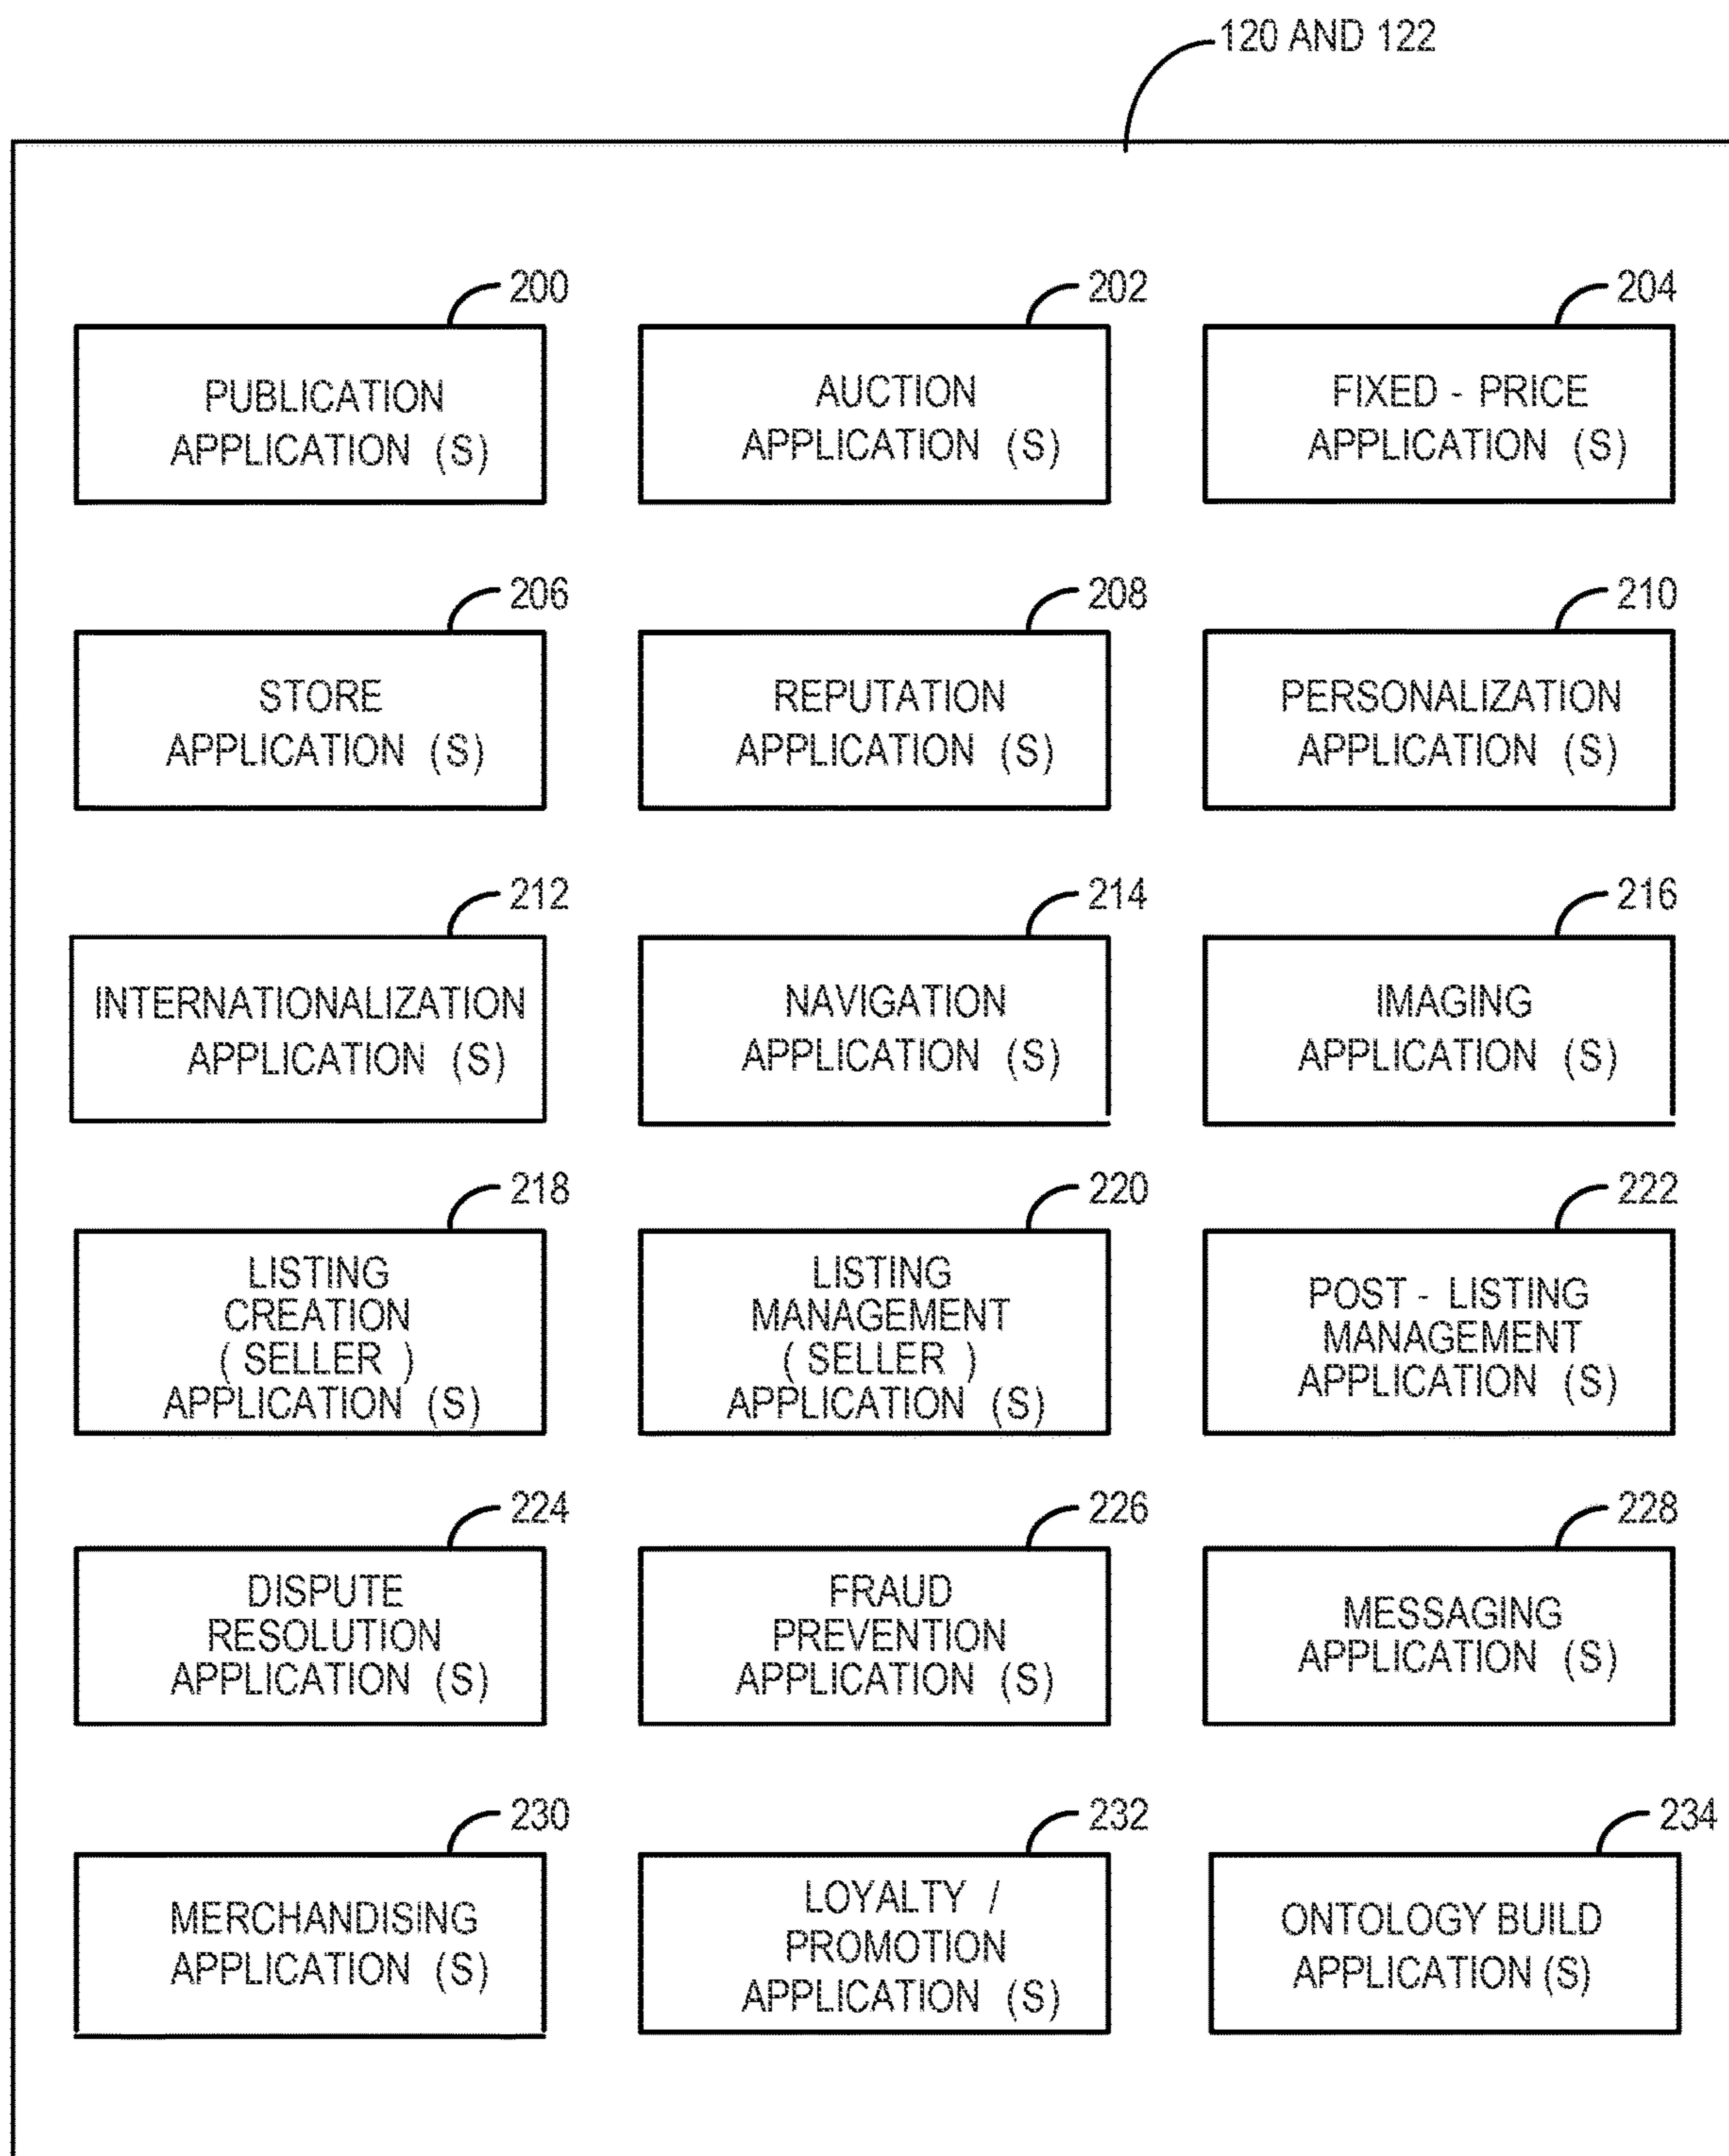 120 AND 122
200
PUBLICATION
APPLICATION (S)
202
AUCTION
APPLICATION (S)
204
FIXED - PRICE
APPLICATION (S)
206
STORE
APPLICATION (S)
208
REPUTATION
APPLICATION (S)
210
PERSONALIZATION
APPLICATION (S)
212
INTERNATIONALIZATION
APPLICATION (S)
214
NAVIGATION
APPLICATION (S)
216
IMAGING
APPLICATION (S)
218
LISTING
CREATION
( SELLER )
APPLICATION (S)
220
LISTING
MANAGEMENT
( SELLER )
APPLICATION (S)
222
POST - LISTING
MANAGEMENT
APPLICATION (S)
224
DISPUTE
RESOLUTION
APPLICATION (S)
226
FRAUD
PREVENTION
APPLICATION (S)
228
MESSAGING
APPLICATION (S)
230
MERCHANDISING
APPLICATION (S)
232
LOYALTY /
PROMOTION
APPLICATION (S)
234
ONTOLOGY BUILD
APPLICATION (S)